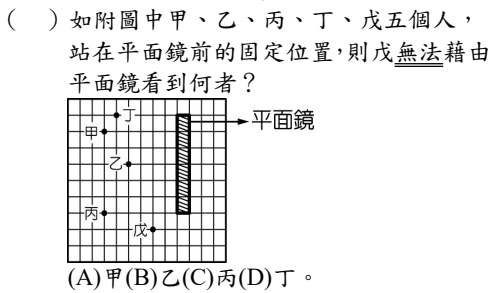 (　)如附圖中甲、乙、丙、丁、戊五個人，
站在平面鏡前的固定位置，則戊無法藉由
平面鏡看到何者？
丁
甲
平面鏡
乙
丙
戊
(A)甲(B)乙(C)丙(D)丁。